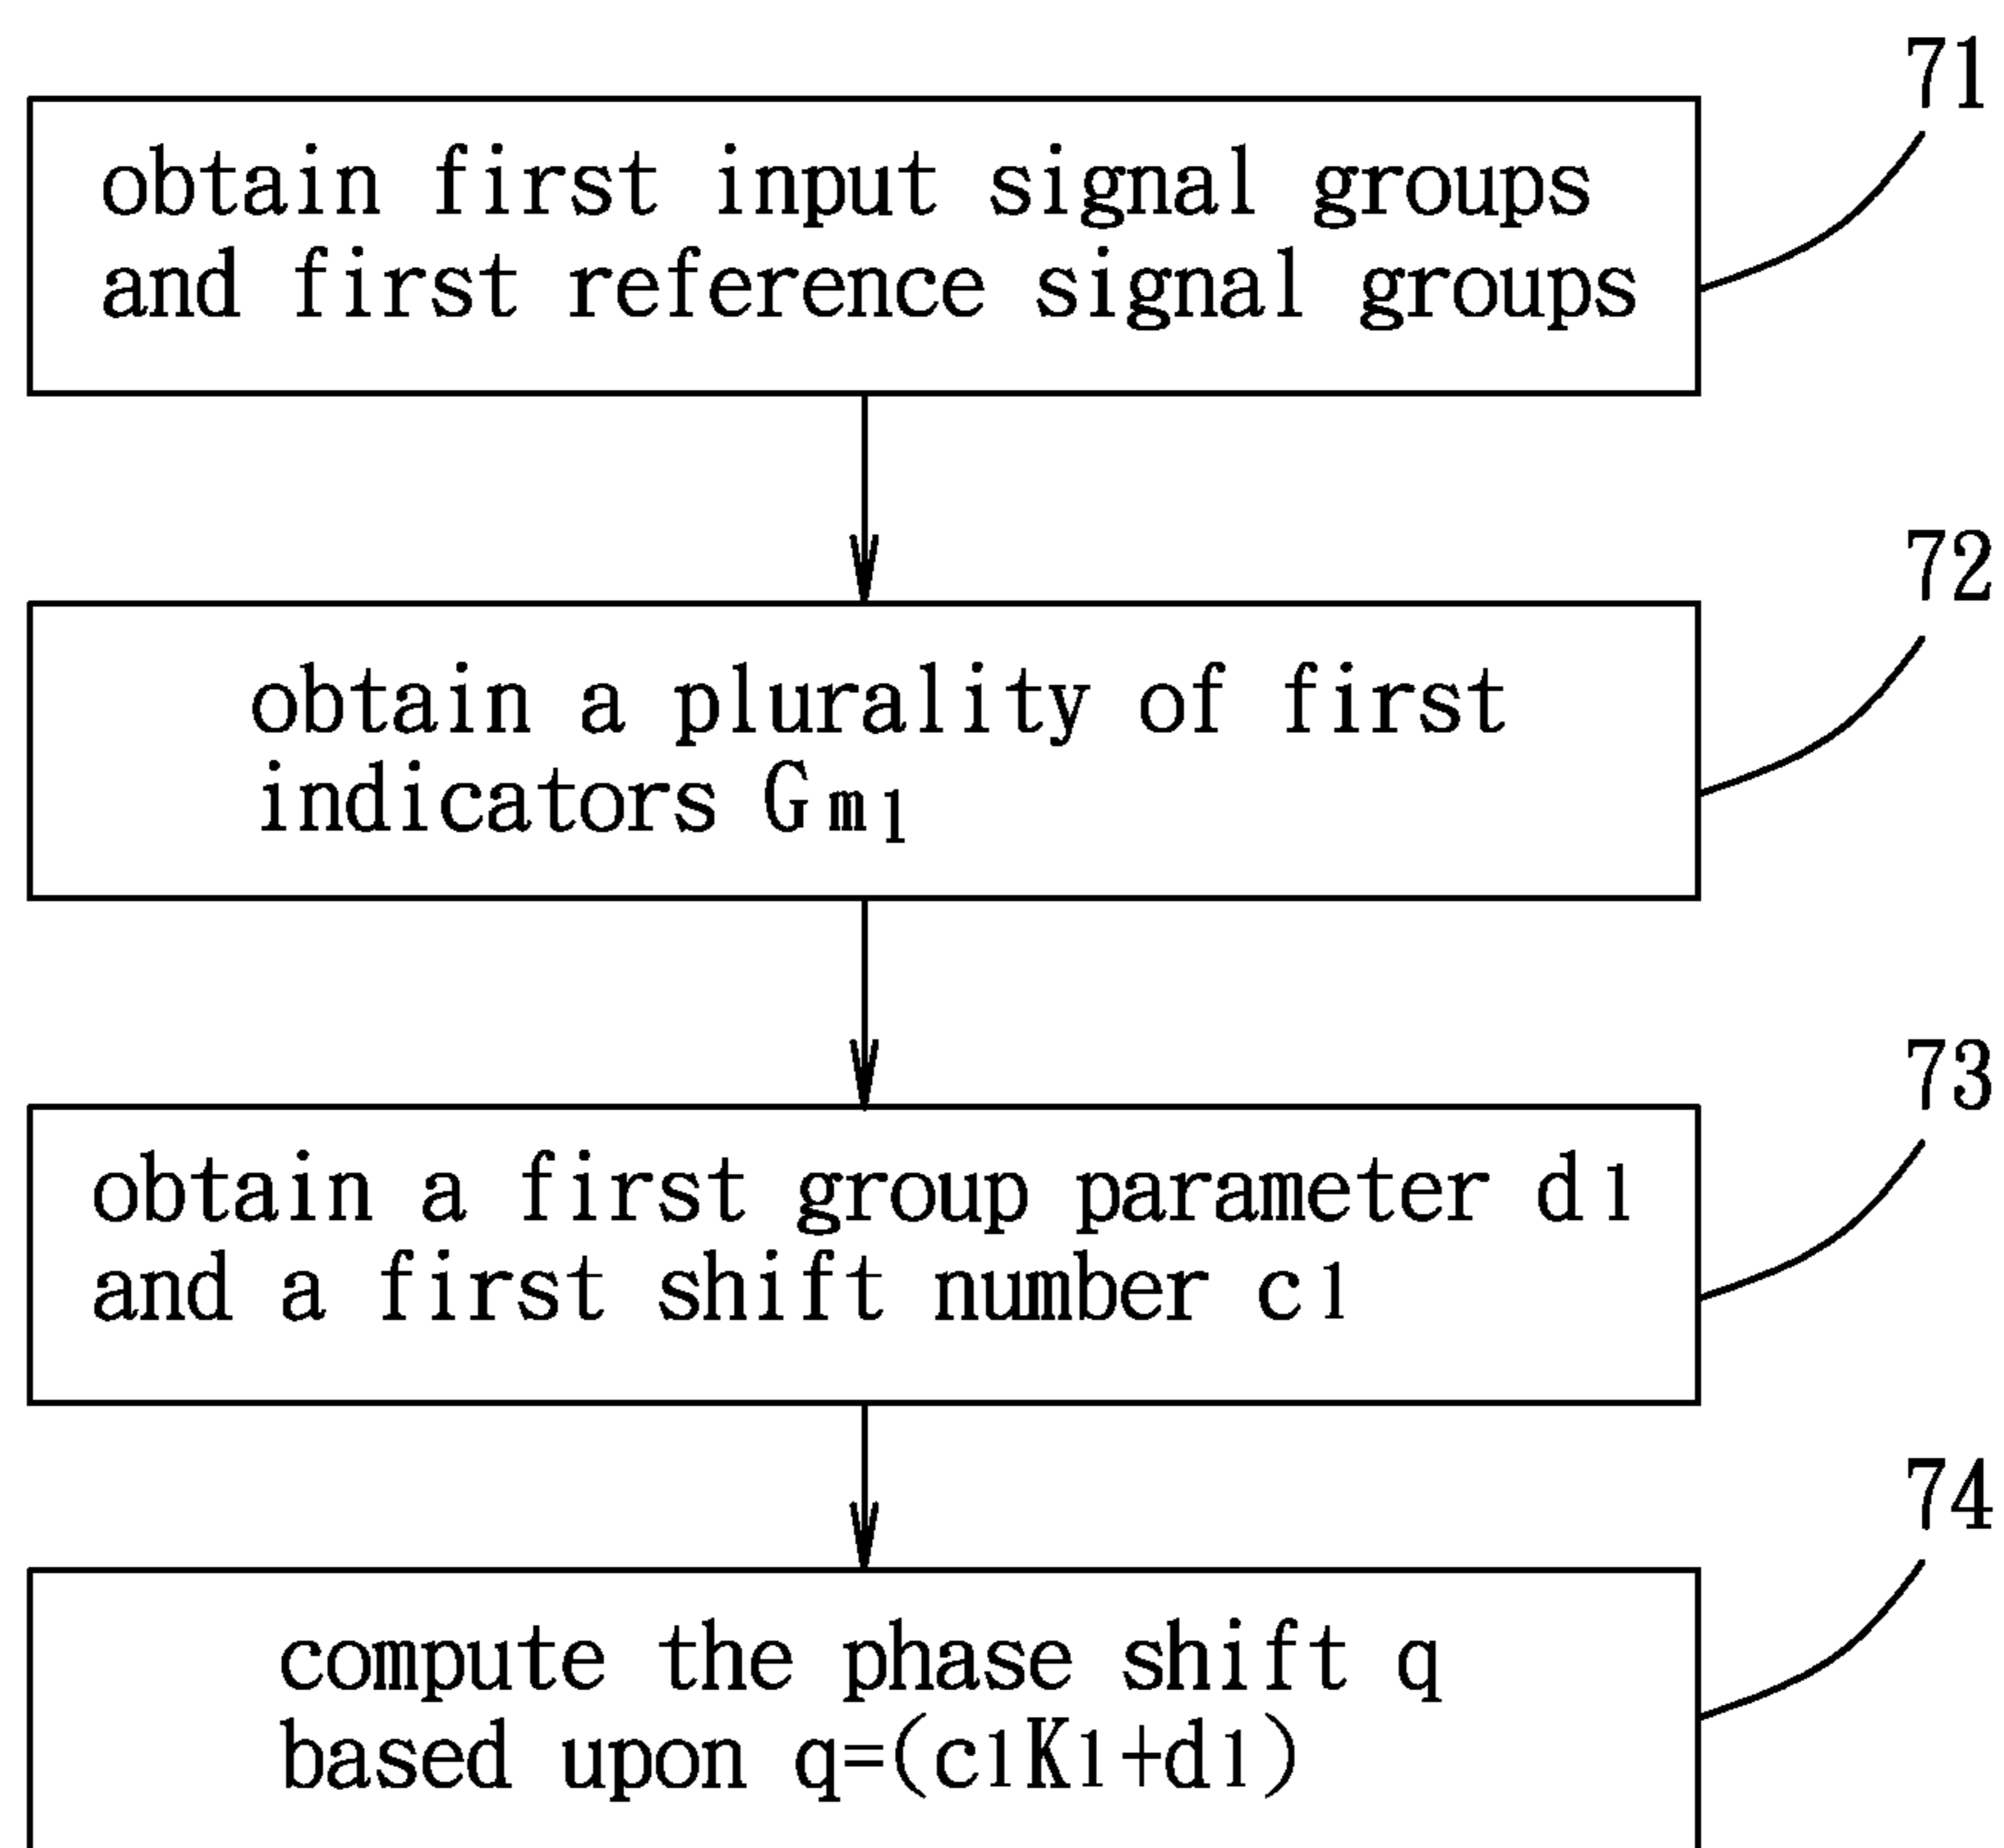 71
obtain first input signal groups
and first reference signal groups
72
obtain a plurality of first
indicators Gm1
73
obtain a first group parameter d1
and a first shift number c1
74
compute the phase shift q
based upon q=(c1K1+d1)